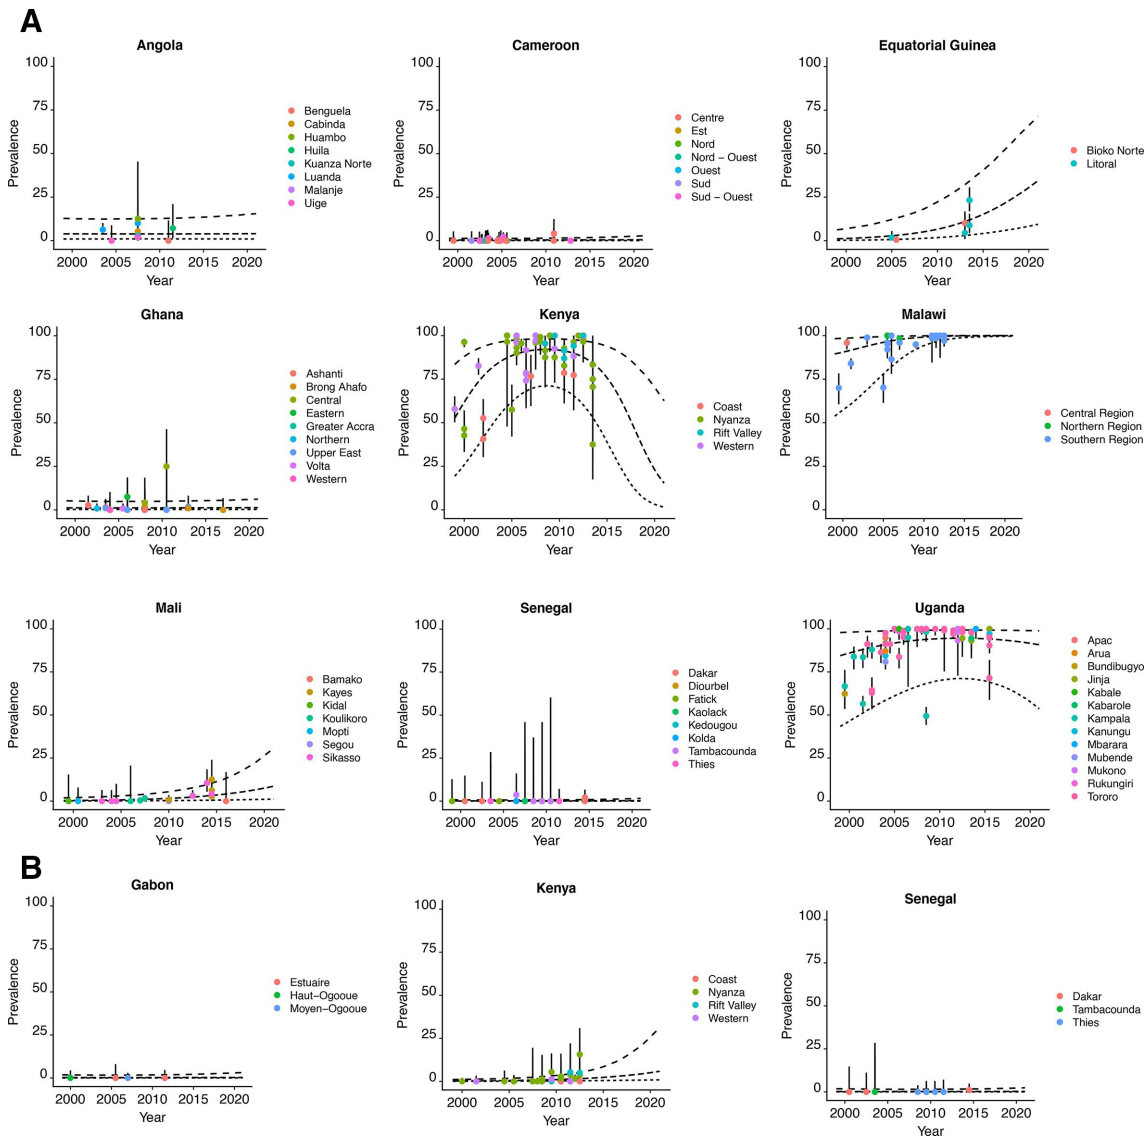 A
Angola
100
75
50
25
0
Prevalence
2000 2005 2010 2015 2020
Year
Benguela
Cabinda
Huambo
Huila
Kuanza Norte
Luanda
Malanje
Uige
Cameroon
100
75
50
25
0
Prevalence
2000 2005 2010 2015 2020
Year
Centre
Est
Nord
Nord – Ouest
Ouest
Sud
Sud – Ouest
Equatorial Guinea
100
75
50
25
0
Prevalence
2000 2005 2010 2015 2020
Year
Bioko Norte
Litoral
Ghana
100
75
50
25
0
Prevalence
2000 2005 2010 2015 2020
Year
Ashanti
Brong Ahafo
Central
Eastern
Greater Accra
Northern
Upper East
Volta
Western
Kenya
100
75
50
25
0
Prevalence
2000 2005 2010 2015 2020
Year
Coast
Nyanza
Rift Valley
Western
Malawi
100
75
50
25
0
Prevalence
2000 2005 2010 2015 2020
Year
Central Region
Northern Region
Southern Region
Mali
100
75
50
25
0
Prevalence
2000 2005 2010 2015 2020
Year
Bamako
Kayes
Kidal
Koulikoro
Mopti
Segou
Sikasso
Senegal
100
75
50
25
0
Prevalence
2000 2005 2010 2015 2020
Year
Dakar
Diourbel
Fatick
Kaolack
Kedougou
Kolda
Tambacounda
Thies
Uganda
100
75
50
25
0
Prevalence
2000 2005 2010 2015 2020
Year
Apac
Arua
Bundibugyo
Jinja
Kabale
Kabarole
Kampala
Kanungu
Mbarara
Mubende
Mukono
Rukungiri
Tororo
B
Gabon
100
75
50
25
0
Prevalence
2000 2005 2010 2015 2020
Year
Estuaire
Haut–Ogooue
Moyen–Ogooue
Kenya
100
75
50
25
0
Prevalence
2000 2005 2010 2015 2020
Year
Coast
Nyanza
Rift Valley
Western
Senegal
100
75
50
25
0
Prevalence
2000 2005 2010 2015 2020
Year
Dakar
Tambacounda
Thies